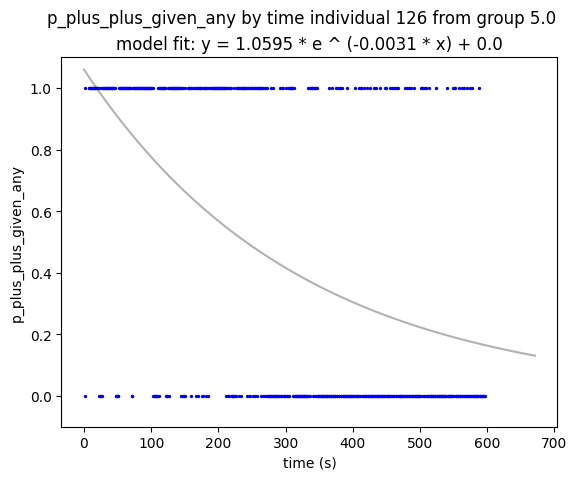 p_plus_plus_given_any by time individual 126 from group 5.0
model fit: y = 1.0595 * e ^ (-0.0031 * x) + 0.0
1.0
0.8
0.6
0.4
0.2
0.0
p_plus_plus_given_any
0 100 200 300 400 500 600 700
time (s)